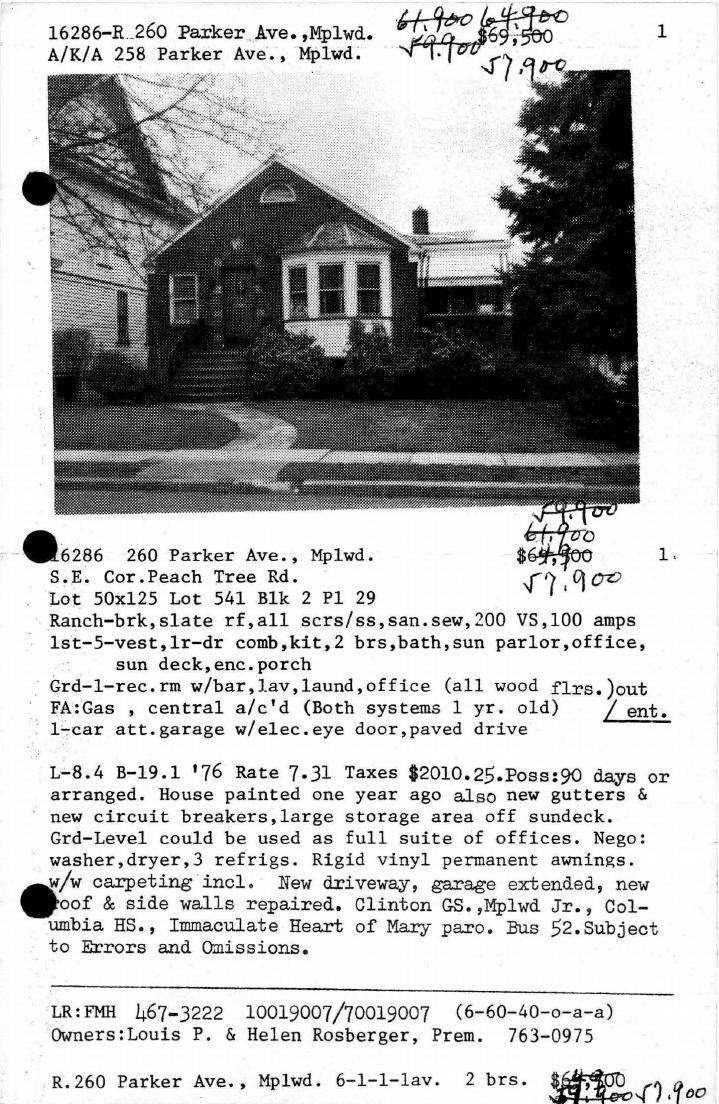 16286-R 260 Parker Ave.,Mplwd. 61.900 64.900 1
A/K/A 258 Parker Ave., Mplwd. 59.900 $69,500
57.900
59.900
61.900
16286 260 Parker Ave., Mplwd. $64,900 1.
S.E. Cor.Peach Tree Rd. 57.900
Lot 50x125 Lot 541 Blk 2 Pl 29
Ranch-brk,slate rf,all scrs/ss,san.sew,200 VS,100 amps
1st-5-vest,lr-dr comb,kit,2 brs,bath,sun parlor,office,
sun deck,enc.porch
Grd-1-rec.rm w/bar,lav,laund,office (all wood flrs.)out
FA:Gas , central a/c'd (Both systems 1 yr. old) / ent.
1-car att.garage w/elec.eye door,paved drive
L-8.4 B-19.1 '76 Rate 7.31 Taxes $2010.25.Poss:90 days or
arranged. House painted one year ago also new gutters &
new circuit breakers,large storage area off sundeck.
Grd-Level could be used as full suite of offices. Nego:
washer,dryer,3 refrigs. Rigid vinyl permanent awnings.
w/w carpeting incl. New driveway, garage extended, new
roof & side walls repaired. Clinton GS.,Mplwd Jr., Col-
umbia HS., Immaculate Heart of Mary paro. Bus 52.Subject
to Errors and Omissions.
LR:FMH 467-3222 10019007/70019007 (6-60-40-o-a-a)
Owners:Louis P. & Helen Rosberger, Prem. 763-0975
R.260 Parker Ave., Mplwd. 6-1-1-lav. 2 brs. $64,900
59.900 57.900